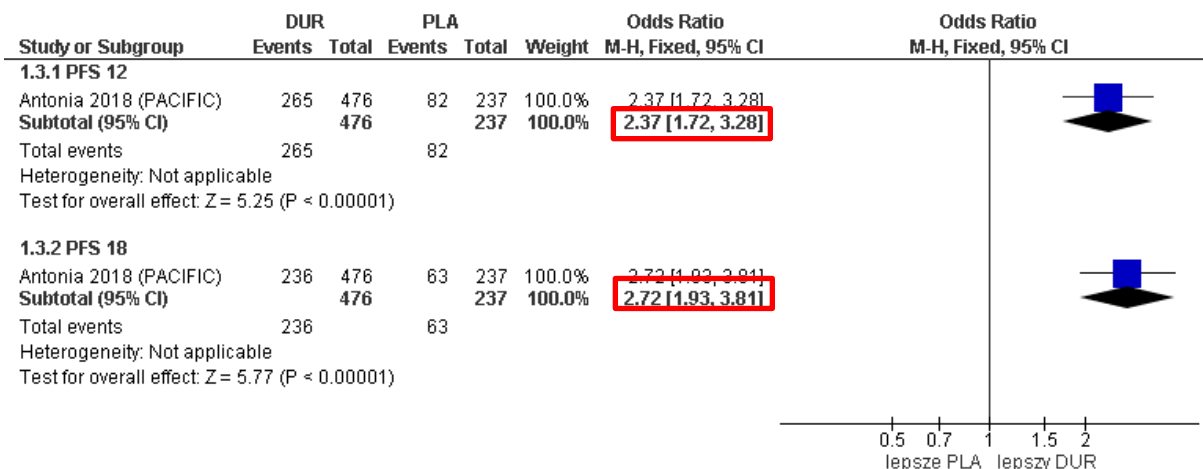 DUR PLA Odds Ratio Odds Ratio
Study or Subgroup Events Total Events Total Weight M-H, Fixed, 95% CI M-H, Fixed, 95% CI
1.3.1 PFS 12
Antonia 2018 (PACIFIC) 265 476 82 237 100.0% 2.37 [1.72, 3.28]
Subtotal (95% CI) 476 237 100.0% 2.37 [1.72, 3.28]
Total events 265 82
Heterogeneity: Not applicable
Test for overall effect: Z = 5.25 (P < 0.00001)
1.3.2 PFS 18
Antonia 2018 (PACIFIC) 236 476 63 237 100.0% 2.72 [1.93, 3.81]
Subtotal (95% CI) 476 237 100.0% 2.72 [1.93, 3.81]
Total events 236 63
Heterogeneity: Not applicable
Test for overall effect: Z = 5.77 (P < 0.00001)
0.5 0.7 1 1.5 2
lepsze PLA lepszy DUR